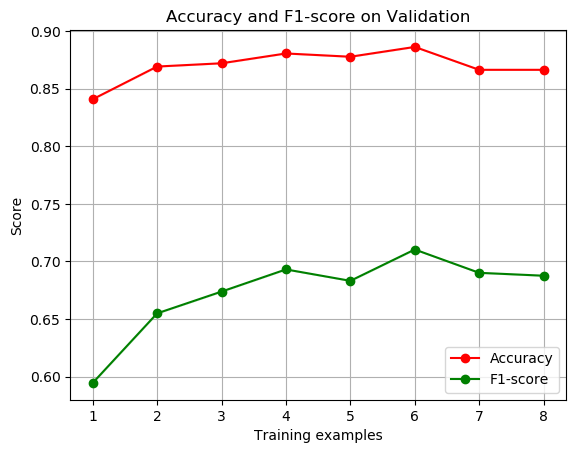 Accuracy and F1-score on Validation
0.90
0.85
0.80
0.75
0.70
0.65
0.60
Score
1 2 3 4 5 6 7 8
Training examples
Accuracy
F1-score